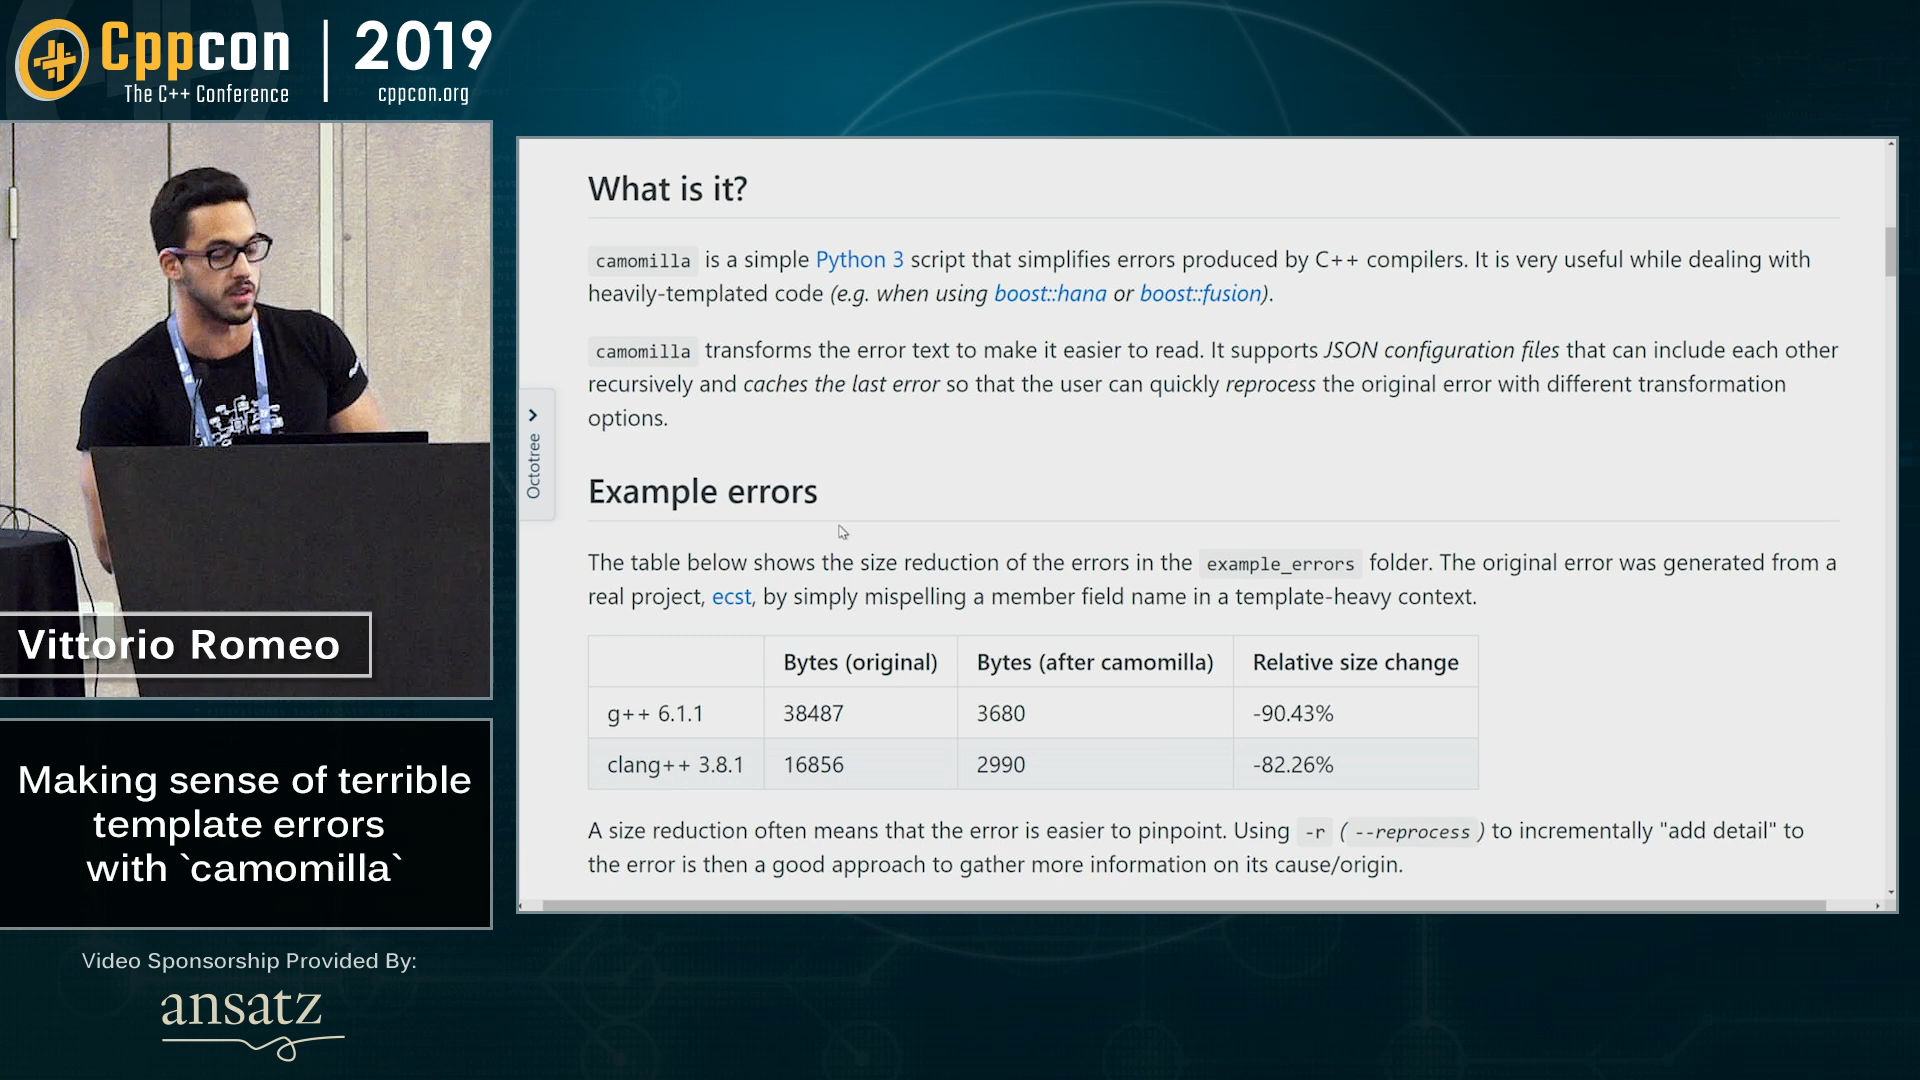 Cppcon
The C++ Conference
2019
cppcon.org
Vittorio Romeo
Making sense of terrible
template errors
with `camomilla`
Video Sponsorship Provided By:
ansatz
Octotree
What is it?
camomilla is a simple Python 3 script that simplifies errors produced by C++ compilers. It is very useful while dealing with
heavily-templated code (e.g. when using boost::hana or boost::fusion).
camomilla transforms the error text to make it easier to read. It supports JSON configuration files that can include each other
recursively and caches the last error so that the user can quickly reprocess the original error with different transformation
options.
Example errors
The table below shows the size reduction of the errors in the example_errors folder. The original error was generated from a
real project, ecst, by simply mispelling a member field name in a template-heavy context.
Bytes (original) Bytes (after camomilla) Relative size change
g++ 6.1.1 38487 3680 -90.43%
clang++ 3.8.1 16856 2990 -82.26%
A size reduction often means that the error is easier to pinpoint. Using -r (--reprocess) to incrementally "add detail" to
the error is then a good approach to gather more information on its cause/origin.